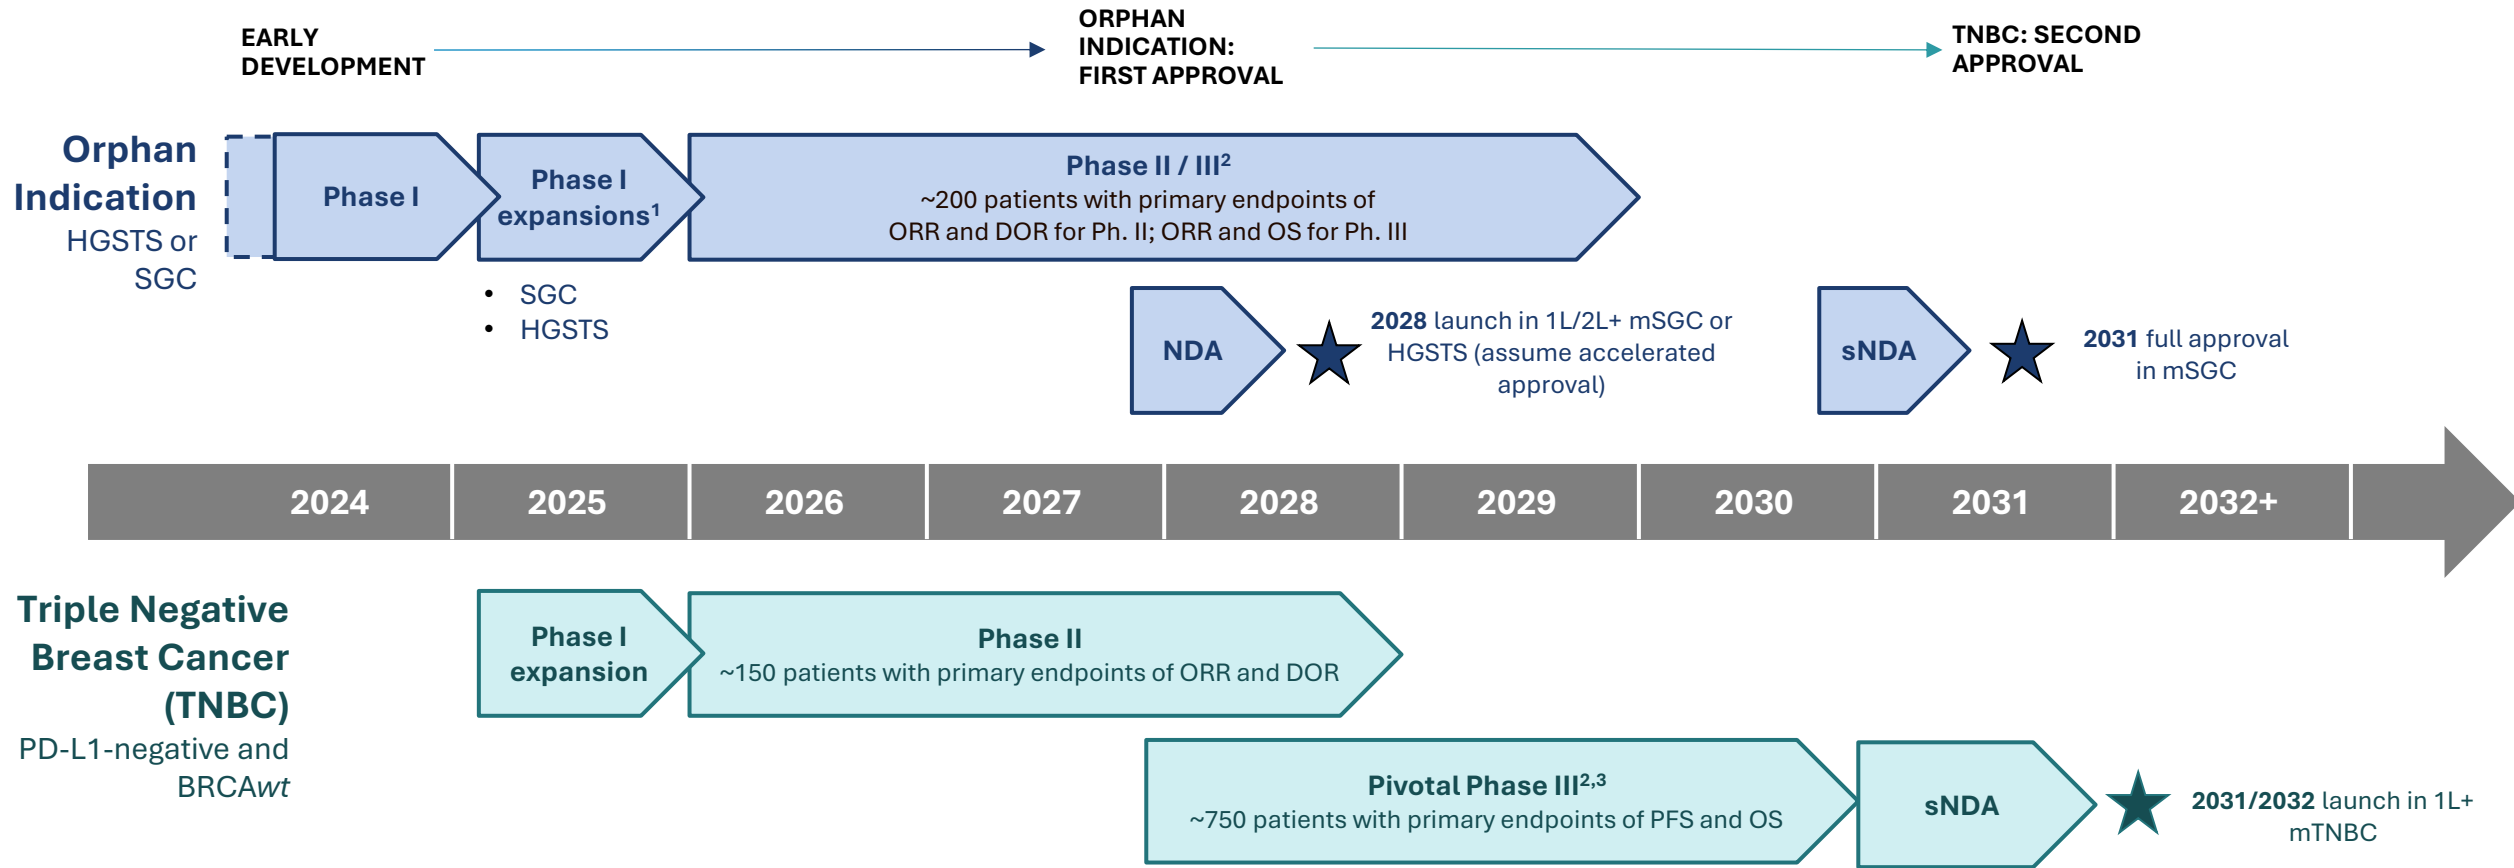 EARLY
DEVELOPMENT
ORPHAN
INDICATION:
FIRST APPROVAL
TNBC: SECOND
APPROVAL
Orphan
Indication
HGSTS or
SGC
Phase I
Phase I
expansions1
• SGC
• HGSTS
Phase II / III2
~200 patients with primary endpoints of
ORR and DOR for Ph. II; ORR and OS for Ph. III
NDA
2028 launch in 1L/2L+ mSGC or
HGSTS (assume accelerated
approval)
sNDA
2031 full approval
in mSGC
2024
2025
2026
2027
2028
2029
2030
2031
2032+
Triple Negative
Breast Cancer
(TNBC)
PD-L1-negative and
BRCAwt
Phase I
expansion
Phase II
~150 patients with primary endpoints of ORR and DOR
Pivotal Phase III2,3
~750 patients with primary endpoints of PFS and OS
sNDA
2031/2032 launch in 1L+
mTNBC